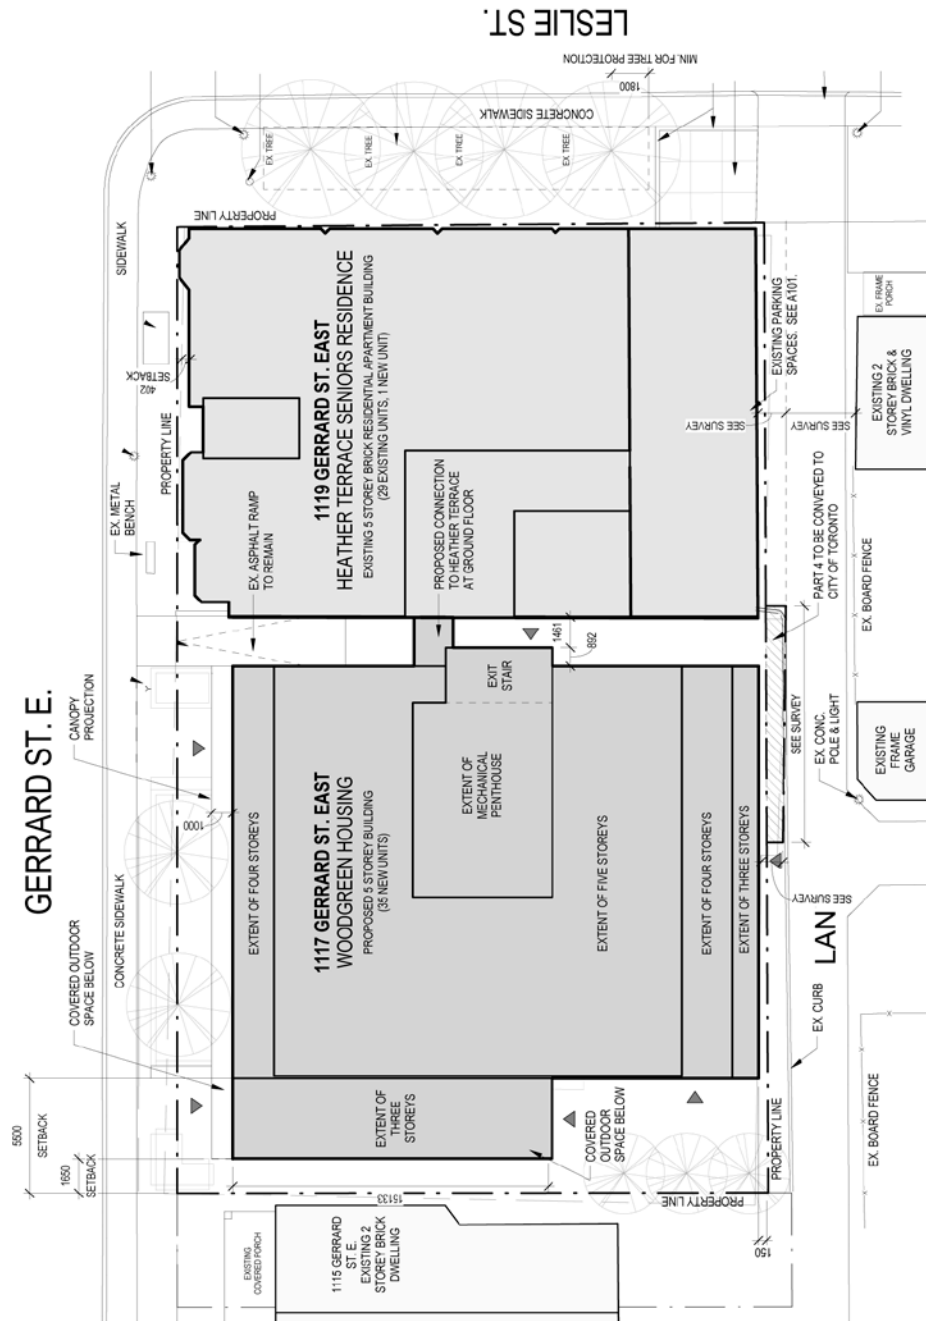 LESLIE ST.
MIN. FOR TREE PROTECTION
1800
CONCRETE SIDEWALK
EX. TREE
EX. TREE
EX. TREE
EX. TREE
PROPERTY LINE
SIDEWALK
402
SETBACK
PROPERTY LINE
EX. METAL
BENCH
1119 GERRARD ST. EAST
HEATHER TERRACE SENIORS RESIDENCE
EXISTING 5 STOREY BRICK RESIDENTIAL APARTMENT BUILDING
(29 EXISTING UNITS, 1 NEW UNIT)
EX. ASPHALT RAMP
TO REMAIN
PROPOSED CONNECTION
TO HEATHER TERRACE
AT GROUND FLOOR
EXISTING PARKING
SPACES. SEE A101.
SEE SURVEY
SEE SURVEY
EX. FRAME
PORCH
EXISTING 2
STOREY BRICK &
VINYL DWELLING
PART 4 TO BE CONVEYED TO
CITY OF TORONTO
EX. BOARD FENCE
1461
892
GERRARD ST. E.
CANOPY
PROJECTION
Y
1000
EXIT
STAIR
EXTENT OF
MECHANICAL
PENTHOUSE
1117 GERRARD ST. EAST
WOODGREEN HOUSING
PROPOSED 5 STOREY BUILDING
(35 NEW UNITS)
EXTENT OF FOUR STOREYS
EXTENT OF FIVE STOREYS
EXTENT OF FOUR STOREYS
EXTENT OF THREE STOREYS
SEE SURVEY
EX. CONC.
POLE & LIGHT
EXISTING
FRAME
GARAGE
SEE SURVEY
LAN
EX. CURB
COVERED OUTDOOR
SPACE BELOW
CONCRETE SIDEWALK
5500
SETBACK
1650
SETBACK
EXTENT OF
THREE
STOREYS
COVERED
OUTDOOR
SPACE BELOW
PROPERTY LINE
EX. BOARD FENCE
15133
PROPERTY LINE
150
EXISTING
COVERED PORCH
1115 GERRARD
ST. E.
EXISTING 2
STOREY BRICK
DWELLING